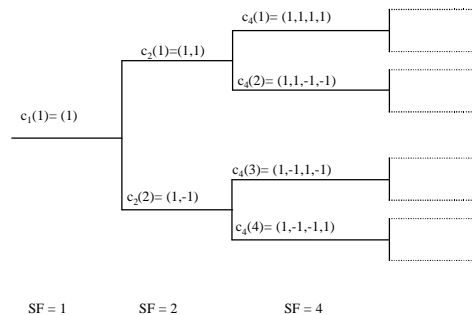 c₄(1)= (1,1,1,1)
c₂(1)=(1,1)
c₄(2)= (1,1,-1,-1)
c₁(1)= (1)
c₄(3)= (1,-1,1,-1)
c₂(2)= (1,-1)
c₄(4)= (1,-1,-1,1)
SF = 1 SF = 2 SF = 4